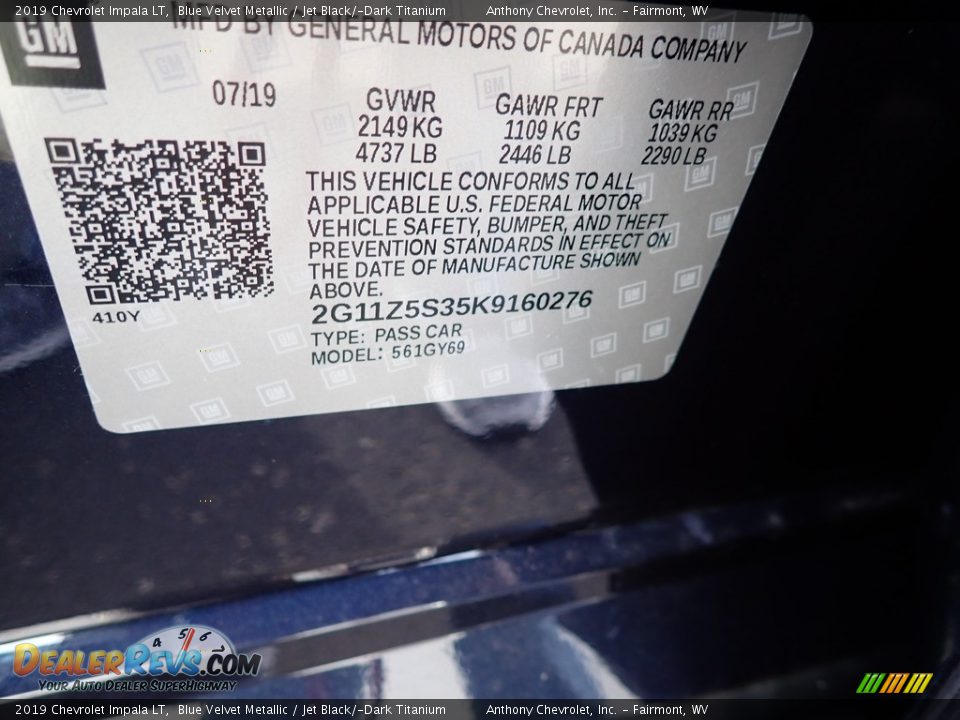 2019 Chevrolet Impala LT, Blue Velvet Metallic / Jet Black/­Dark Titanium Anthony Chevrolet, Inc. - Fairmont, WV
GM
MFD BY GENERAL MOTORS OF CANADA COMPANY
07/19
GVWR GAWR FRT GAWR RR
2149 KG 1109 KG 1039 KG
4737 LB 2446 LB 2290 LB
THIS VEHICLE CONFORMS TO ALL
APPLICABLE U.S. FEDERAL MOTOR
VEHICLE SAFETY, BUMPER, AND THEFT
PREVENTION STANDARDS IN EFFECT ON
THE DATE OF MANUFACTURE SHOWN
ABOVE.
410Y
2G11Z5S35K9160276
TYPE: PASS CAR
MODEL: 561GY69
4 5 6
DEALERREVS.COM
YOUR AUTO DEALER SUPERHIGHWAY
2019 Chevrolet Impala LT, Blue Velvet Metallic / Jet Black/­Dark Titanium Anthony Chevrolet, Inc. - Fairmont, WV